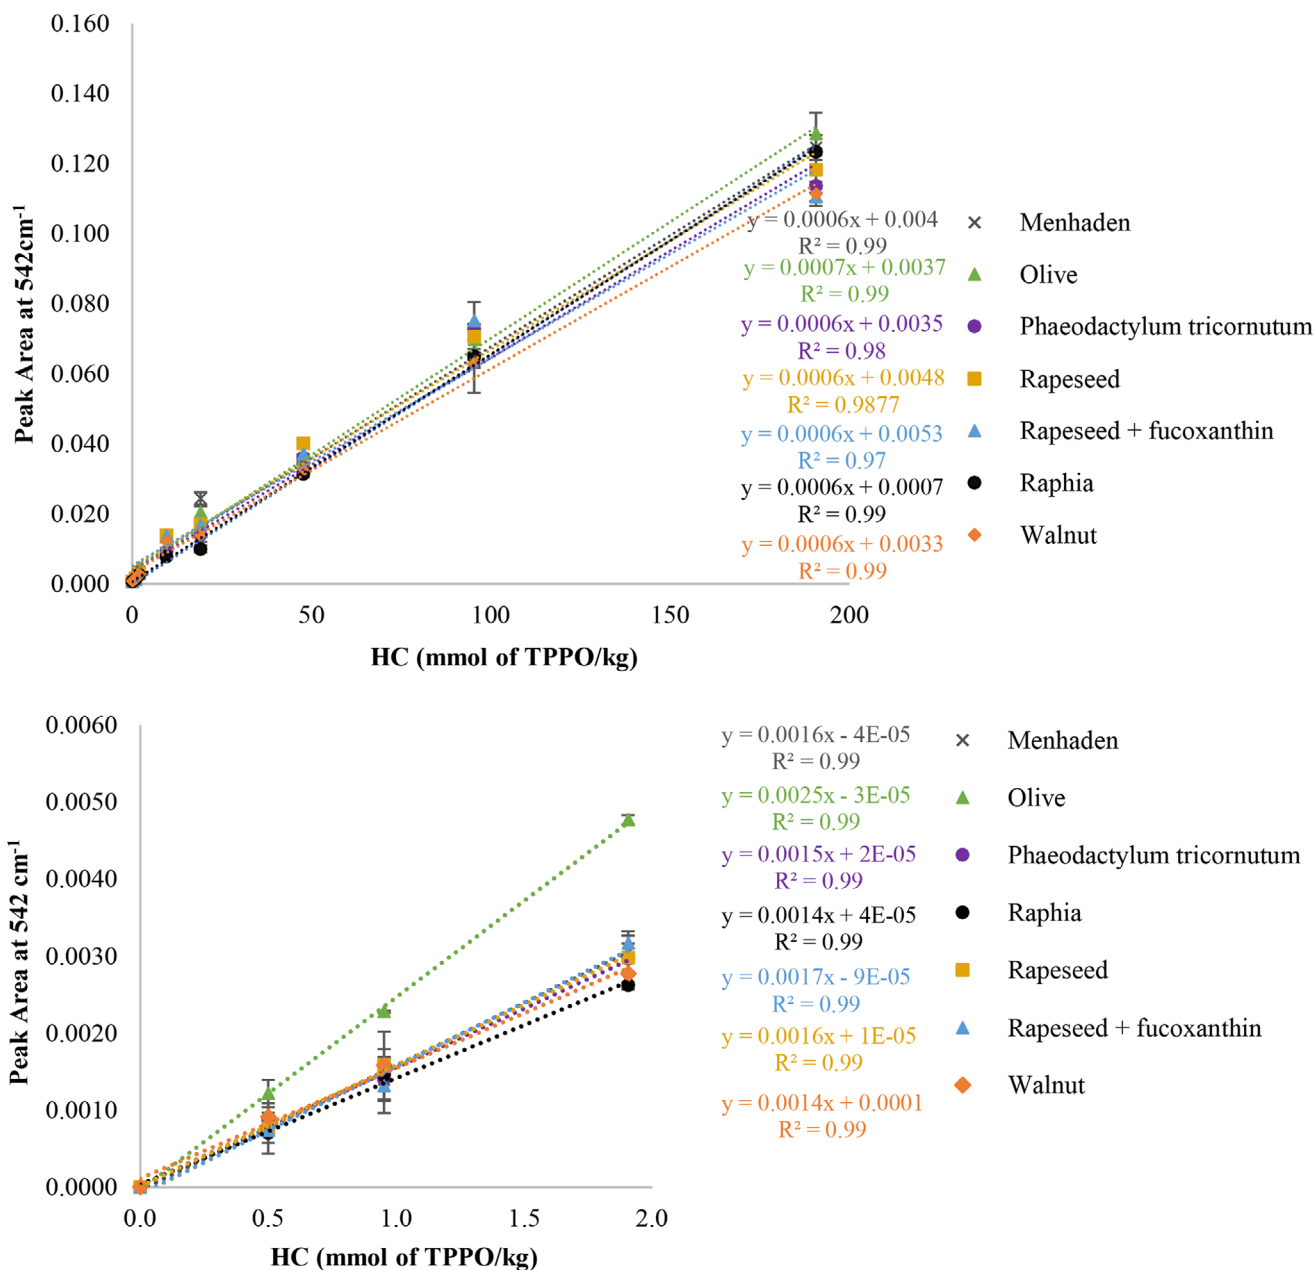 0.160
0.140
0.120
0.100
0.080
0.060
0.040
0.020
0.000
Peak Area at 542cm-1
0
50
100
150
200
HC (mmol of TPPO/kg)
y = 0.0006x + 0.004
R² = 0.99
y = 0.0007x + 0.0037
R² = 0.99
y = 0.0006x + 0.0035
R² = 0.98
y = 0.0006x + 0.0048
R² = 0.9877
y = 0.0006x + 0.0053
R² = 0.97
y = 0.0006x + 0.0007
R² = 0.99
y = 0.0006x + 0.0033
R² = 0.99
Menhaden
Olive
Phaeodactylum tricornutum
Rapeseed
Rapeseed + fucoxanthin
Raphia
Walnut
0.0060
0.0050
0.0040
0.0030
0.0020
0.0010
0.0000
Peak Area at 542 cm-1
0.0
0.5
1.0
1.5
2.0
HC (mmol of TPPO/kg)
y = 0.0016x - 4E-05
R² = 0.99
y = 0.0025x - 3E-05
R² = 0.99
y = 0.0015x + 2E-05
R² = 0.99
y = 0.0014x + 4E-05
R² = 0.99
y = 0.0017x - 9E-05
R² = 0.99
y = 0.0016x + 1E-05
R² = 0.99
y = 0.0014x + 0.0001
R² = 0.99
Menhaden
Olive
Phaeodactylum tricornutum
Raphia
Rapeseed
Rapeseed + fucoxanthin
Walnut